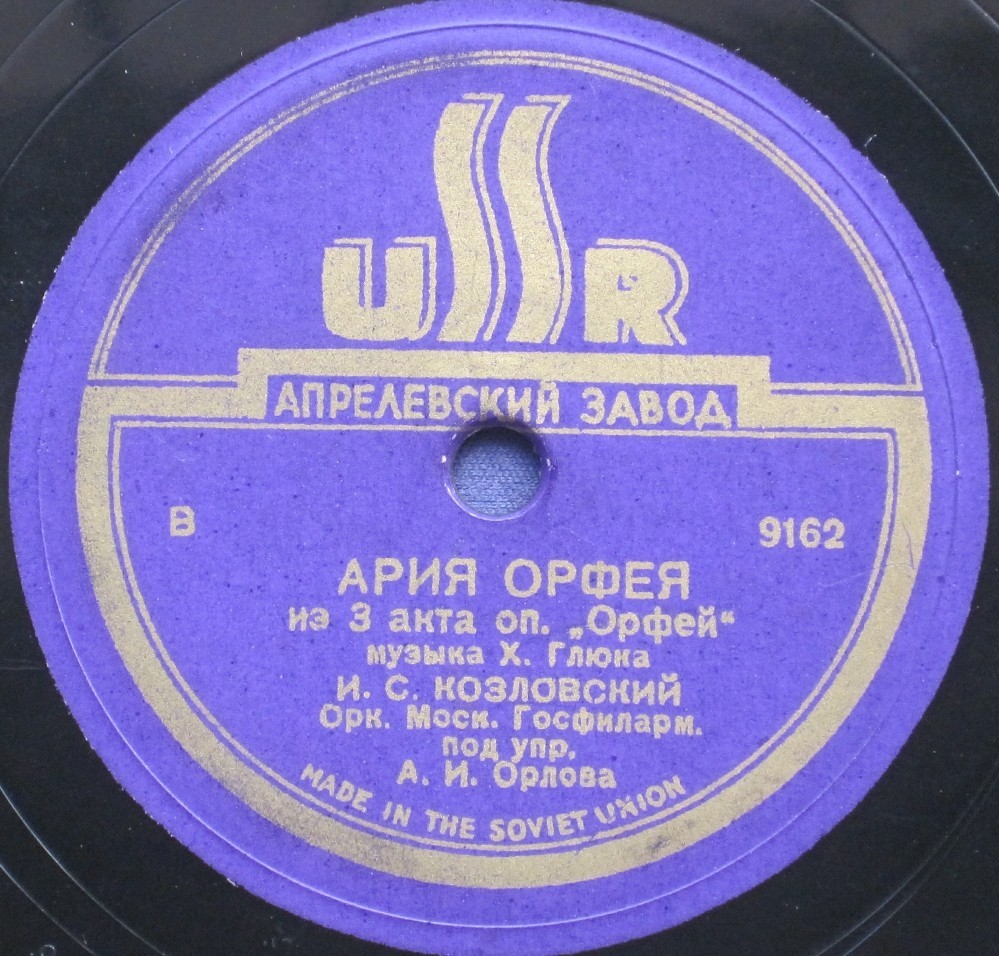 USSR
АПРЕЛЕВСКИЙ ЗАВОД
В 9162
АРИЯ ОРФЕЯ
из 3 акта оп. „Орфей“
музыка Х. Глюка
И. С. КОЗЛОВСКИЙ
Орк. Моск. Госфиларм.
под упр.
А. И. Орлова
MADE IN THE SOVIET UNION